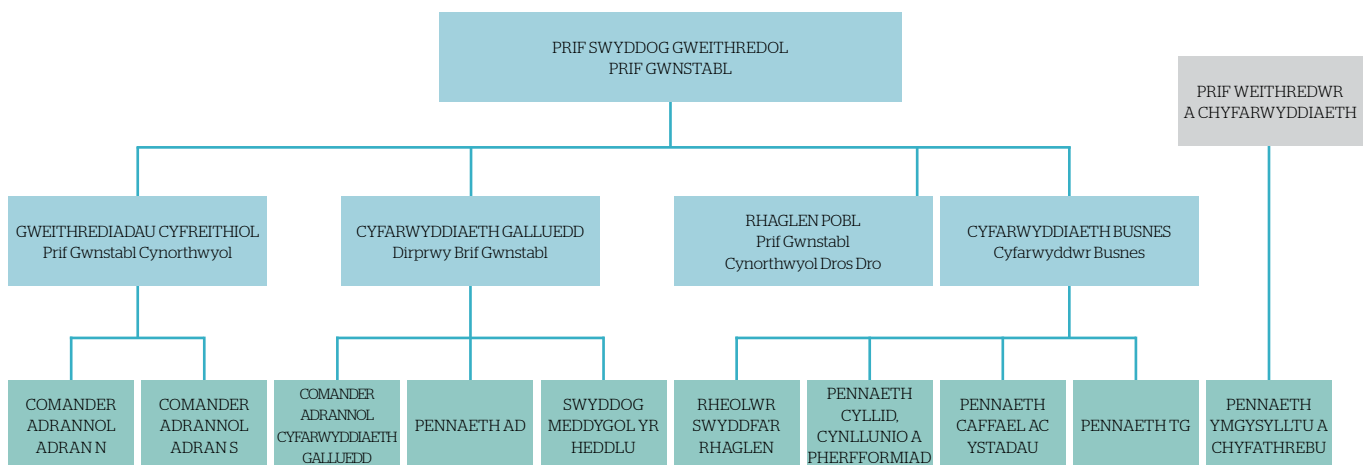 PRIF SWYDDOG GWEITHREDOL
PRIF GWNSTABL
PRIF WEITHREDWR
A CHYFARWYDDIAETH
GWEITHREDIADAU CYFREITHIOL
Prif Gwnstabl Cynorthwyol
CYFARWYDDIAETH GALLUEDD
Dirprwy Brif Gwnstabl
RHAGLEN POBL
Prif Gwnstabl
Cynorthwyol Dros Dro
CYFARWYDDIAETH BUSNES
Cyfarwyddwr Busnes
COMANDER
ADRANNOL
ADRAN N
COMANDER
ADRANNOL
ADRAN S
COMANDER
ADRANNOL
CYFARWYDDIAETH
GALLUEDD
PENNAETH AD
SWYDDOG
MEDDYGOL YR
HEDDLU
RHEOLWR
SWYDDFA'R
RHAGLEN
PENNAETH
CYLLID,
CYNLLUNIO A
PHERFFORMIAD
PENNAETH
CAFFAEL AC
YSTADAU
PENNAETH TG
PENNAETH
YMGYSYLLTU A
CHYFATHREBU